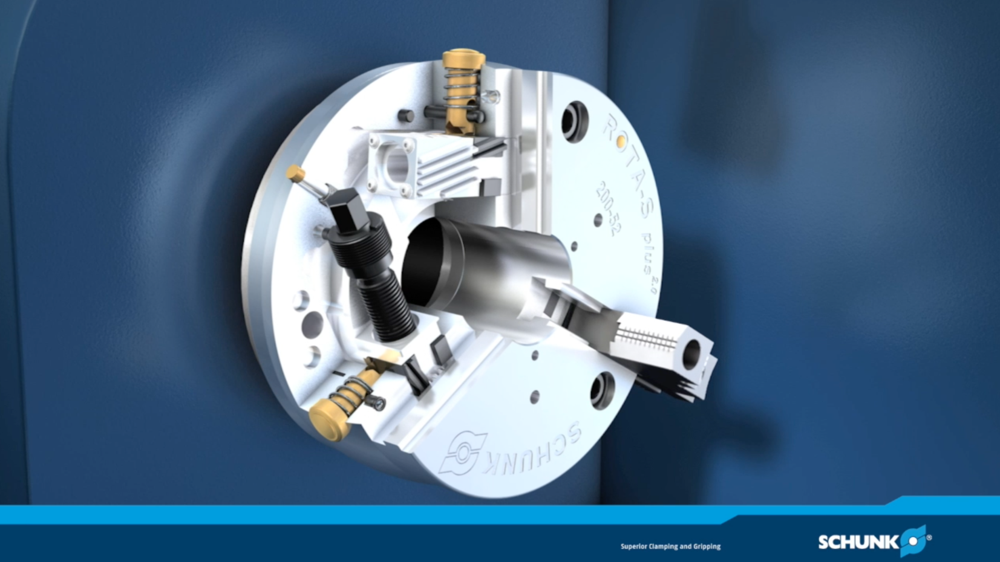 ROTA-S plus 2.0
200-52
SCHUNK
Superior Clamping and Gripping
SCHUNK®